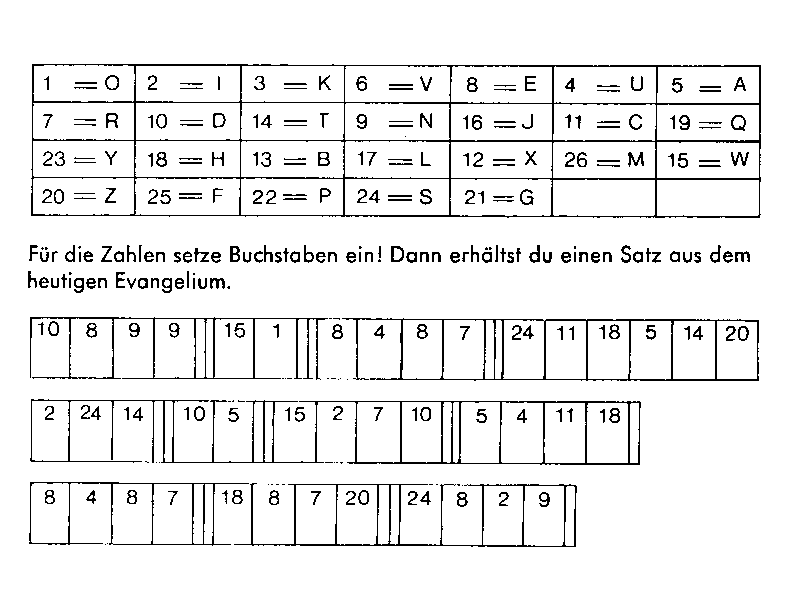 1 = O 2 = I 3 = K 6 = V 8 = E 4 = U 5 = A
7 = R 10 = D 14 = T 9 = N 16 = J 11 = C 19 = Q
23 = Y 18 = H 13 = B 17 = L 12 = X 26 = M 15 = W
20 = Z 25 = F 22 = P 24 = S 21 = G
Für die Zahlen setze Buchstaben ein! Dann erhältst du einen Satz aus dem
heutigen Evangelium.
10 8 9 9 15 1 8 4 8 7 24 11 18 5 14 20
2 24 14 10 5 15 2 7 10 5 4 11 18
8 4 8 7 18 8 7 20 24 8 2 9